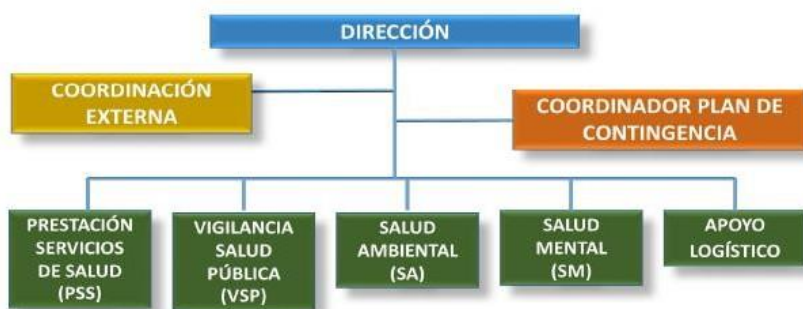 DIRECCIÓN
COORDINACIÓN
EXTERNA
COORDINADOR PLAN DE
CONTINGENCIA
PRESTACIÓN
SERVICIOS
DE SALUD
(PSS)
VIGILANCIA
SALUD
PÚBLICA
(VSP)
SALUD
AMBIENTAL
(SA)
SALUD
MENTAL
(SM)
APOYO
LOGÍSTICO